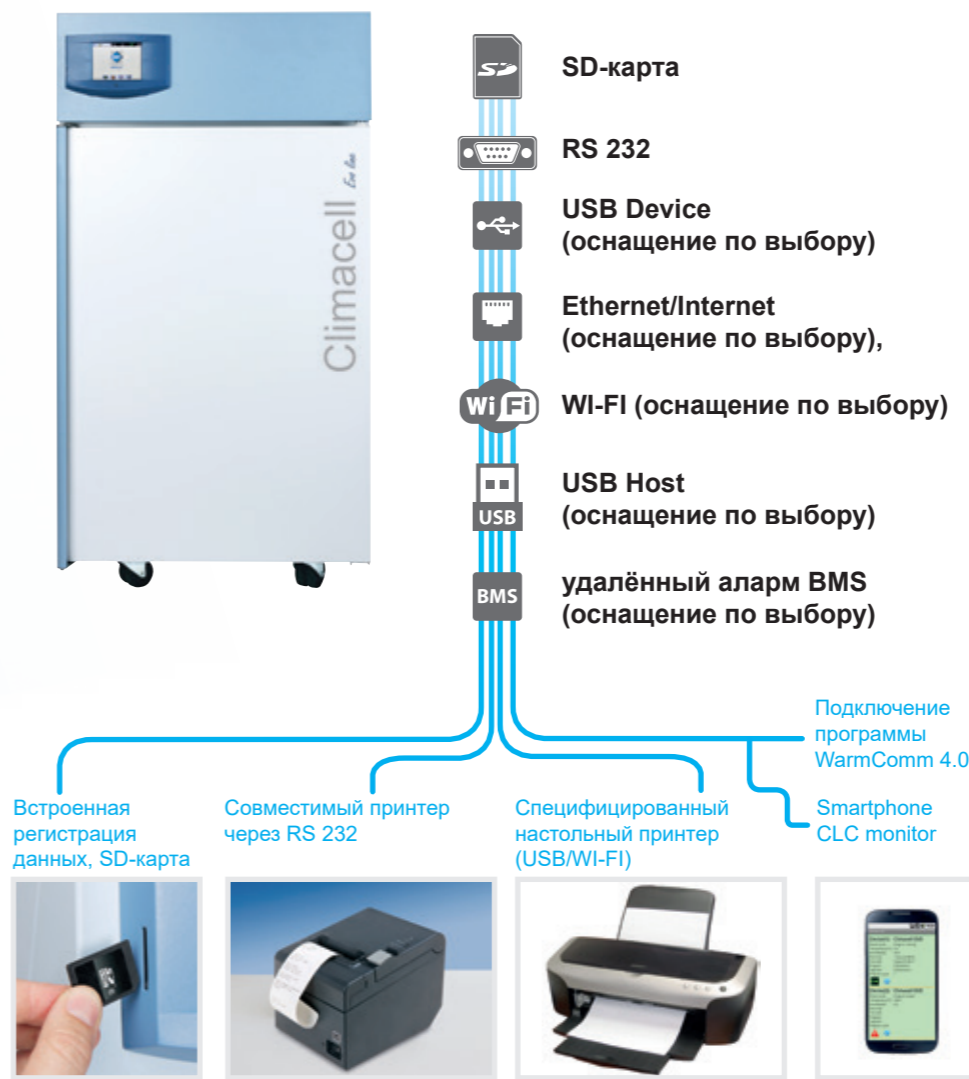 Climacell Evo line
SD-карта
RS 232
USB Device
(оснащение по выбору)
Ethernet/Internet
(оснащение по выбору),
Wi Fi
WI-FI (оснащение по выбору)
USB Host
USB
(оснащение по выбору)
BMS
удалённый аларм BMS
(оснащение по выбору)
Подключение
программы
WarmComm 4.0
Встроенная
регистрация
данных, SD-карта
Совместимый принтер
через RS 232
Специфицированный
настольный принтер
(USB/WI-FI)
Smartphone
CLC monitor